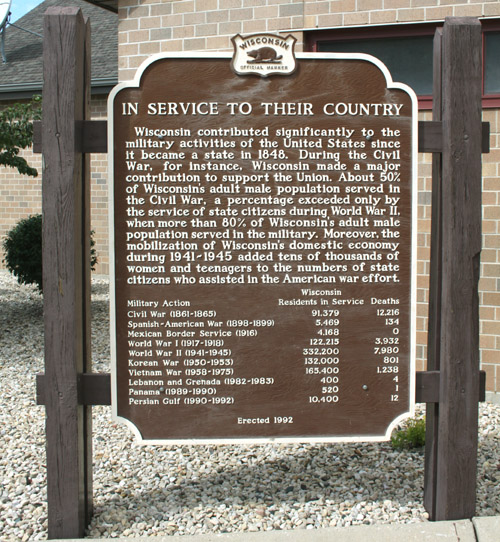 WISCONSIN
OFFICIAL MARKER
IN SERVICE TO THEIR COUNTRY
Wisconsin contributed significantly to the
military activities of the United States since
it became a state in 1848. During the Civil
War, for instance, Wisconsin made a major
contribution to support the Union. About 50%
of Wisconsin's adult male population served in
the Civil War, a percentage exceeded only by
the service of state citizens during World War II,
when more than 80% of Wisconsin's adult male
population served in the military. Moreover, the
mobilization of Wisconsin's domestic economy
during 1941-1945 added tens of thousands of
women and teenagers to the numbers of state
citizens who assisted in the American war effort.
Wisconsin
Military Action Residents in Service Deaths
Civil War (1861-1865) 91,379 12,216
Spanish-American War (1898-1899) 5,469 134
Mexican Border Service (1916) 4,168 0
World War I (1917-1918) 122,215 3,932
World War II (1941-1945) 332,200 7,980
Korean War (1950-1953) 132,000 801
Vietnam War (1958-1975) 165,400 1,238
Lebanon and Grenada (1982-1983) 400 4
Panama (1989-1990) 520 1
Persian Gulf (1990-1992) 10,400 12
Erected 1992